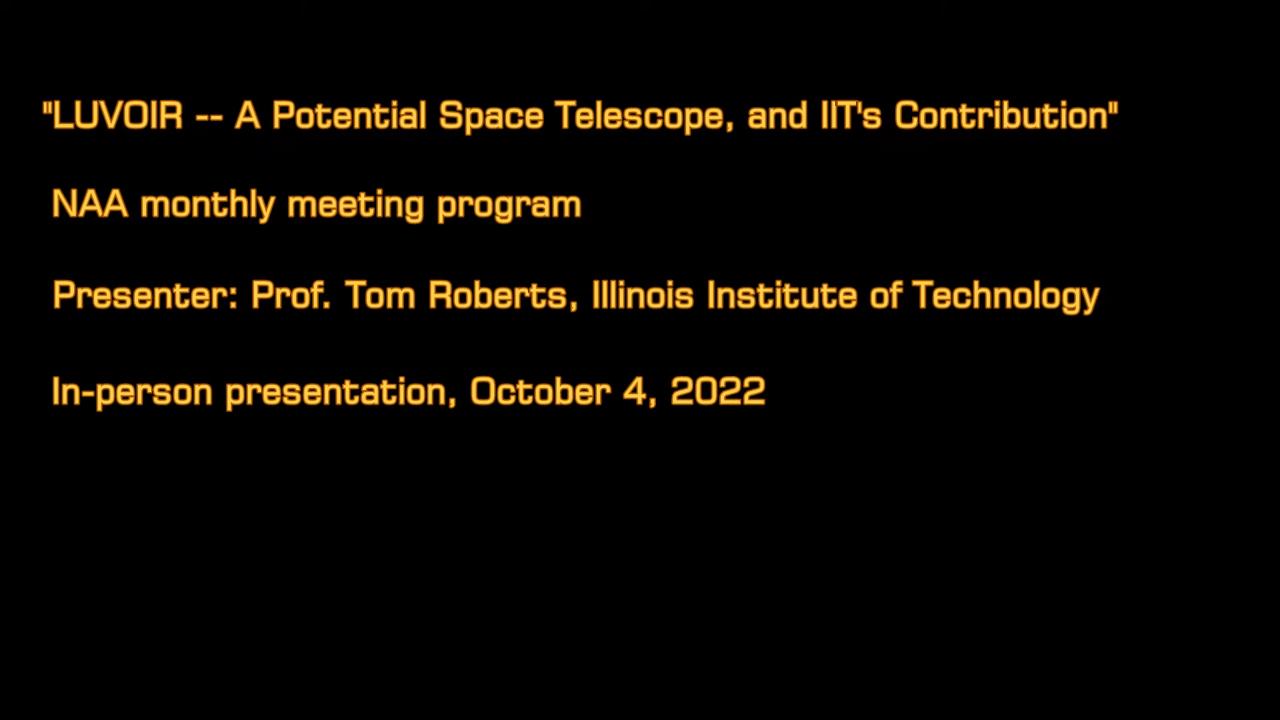 "LUVOIR -- A Potential Space Telescope, and IIT's Contribution"
NAA monthly meeting program
Presenter: Prof. Tom Roberts, Illinois Institute of Technology
In-person presentation, October 4, 2022